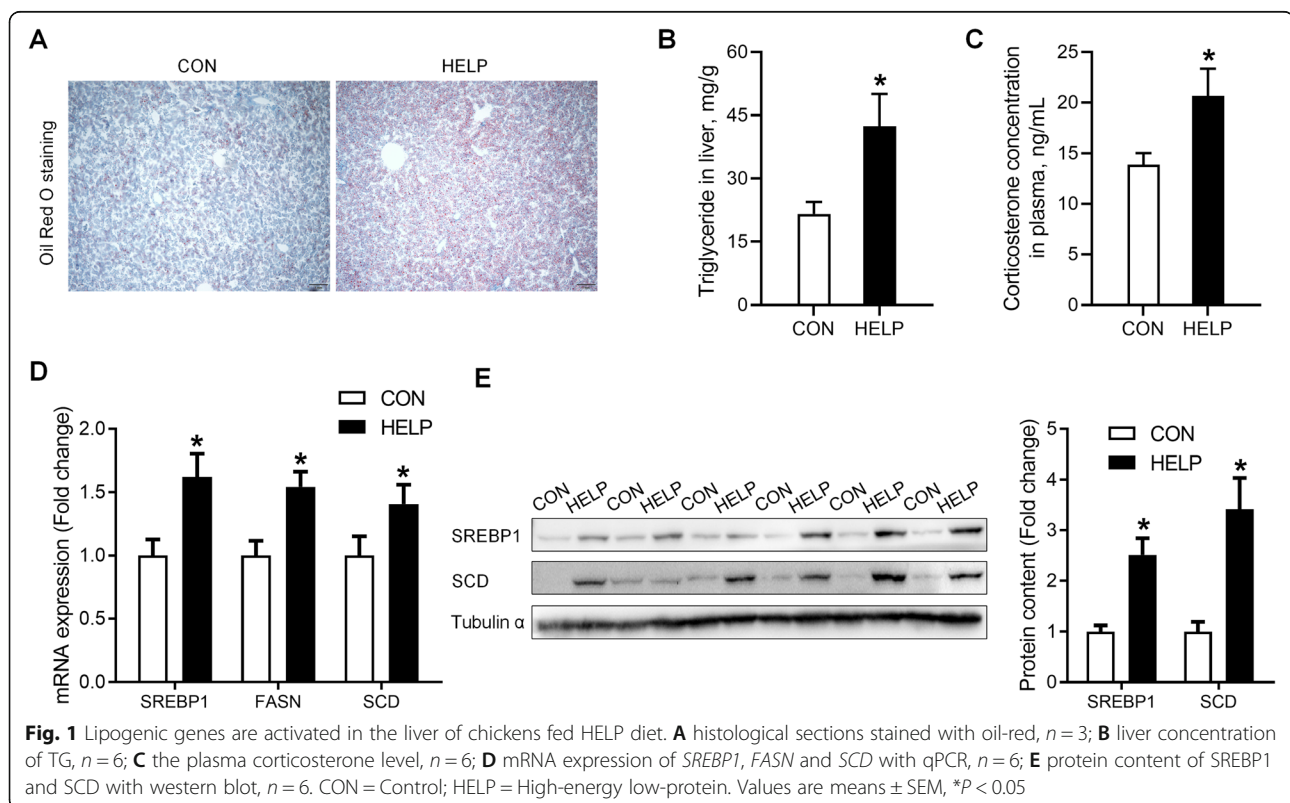 A
CON
HELP
Oil Red O staining
B
Triglyceride in liver, mg/g
60
45
30
15
0
*
CON
HELP
C
Corticosterone concentration
in plasma, ng/mL
25
20
15
10
5
0
*
CON
HELP
D
CON
HELP
mRNA expression (Fold change)
2.0
1.5
1.0
0.5
0.0
* * *
SREBP1 FASN SCD
E
CON HELP CON HELP CON HELP CON HELP CON HELP CON HELP
SREBP1
SCD
Tubulin α
CON
HELP
Protein content (Fold change)
5
4
3
2
1
0
* *
SREBP1 SCD
Fig. 1 Lipogenic genes are activated in the liver of chickens fed HELP diet. A histological sections stained with oil-red, n = 3; B liver concentration
of TG, n = 6; C the plasma corticosterone level, n = 6; D mRNA expression of SREBP1, FASN and SCD with qPCR, n = 6; E protein content of SREBP1
and SCD with western blot, n = 6. CON = Control; HELP = High-energy low-protein. Values are means ± SEM, *P < 0.05